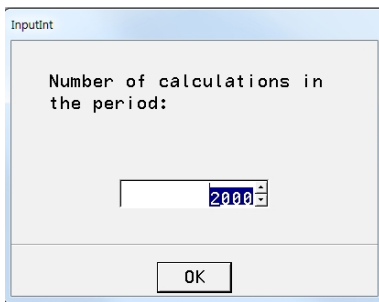 InputInt
Number of calculations in
the period:
2000
OK